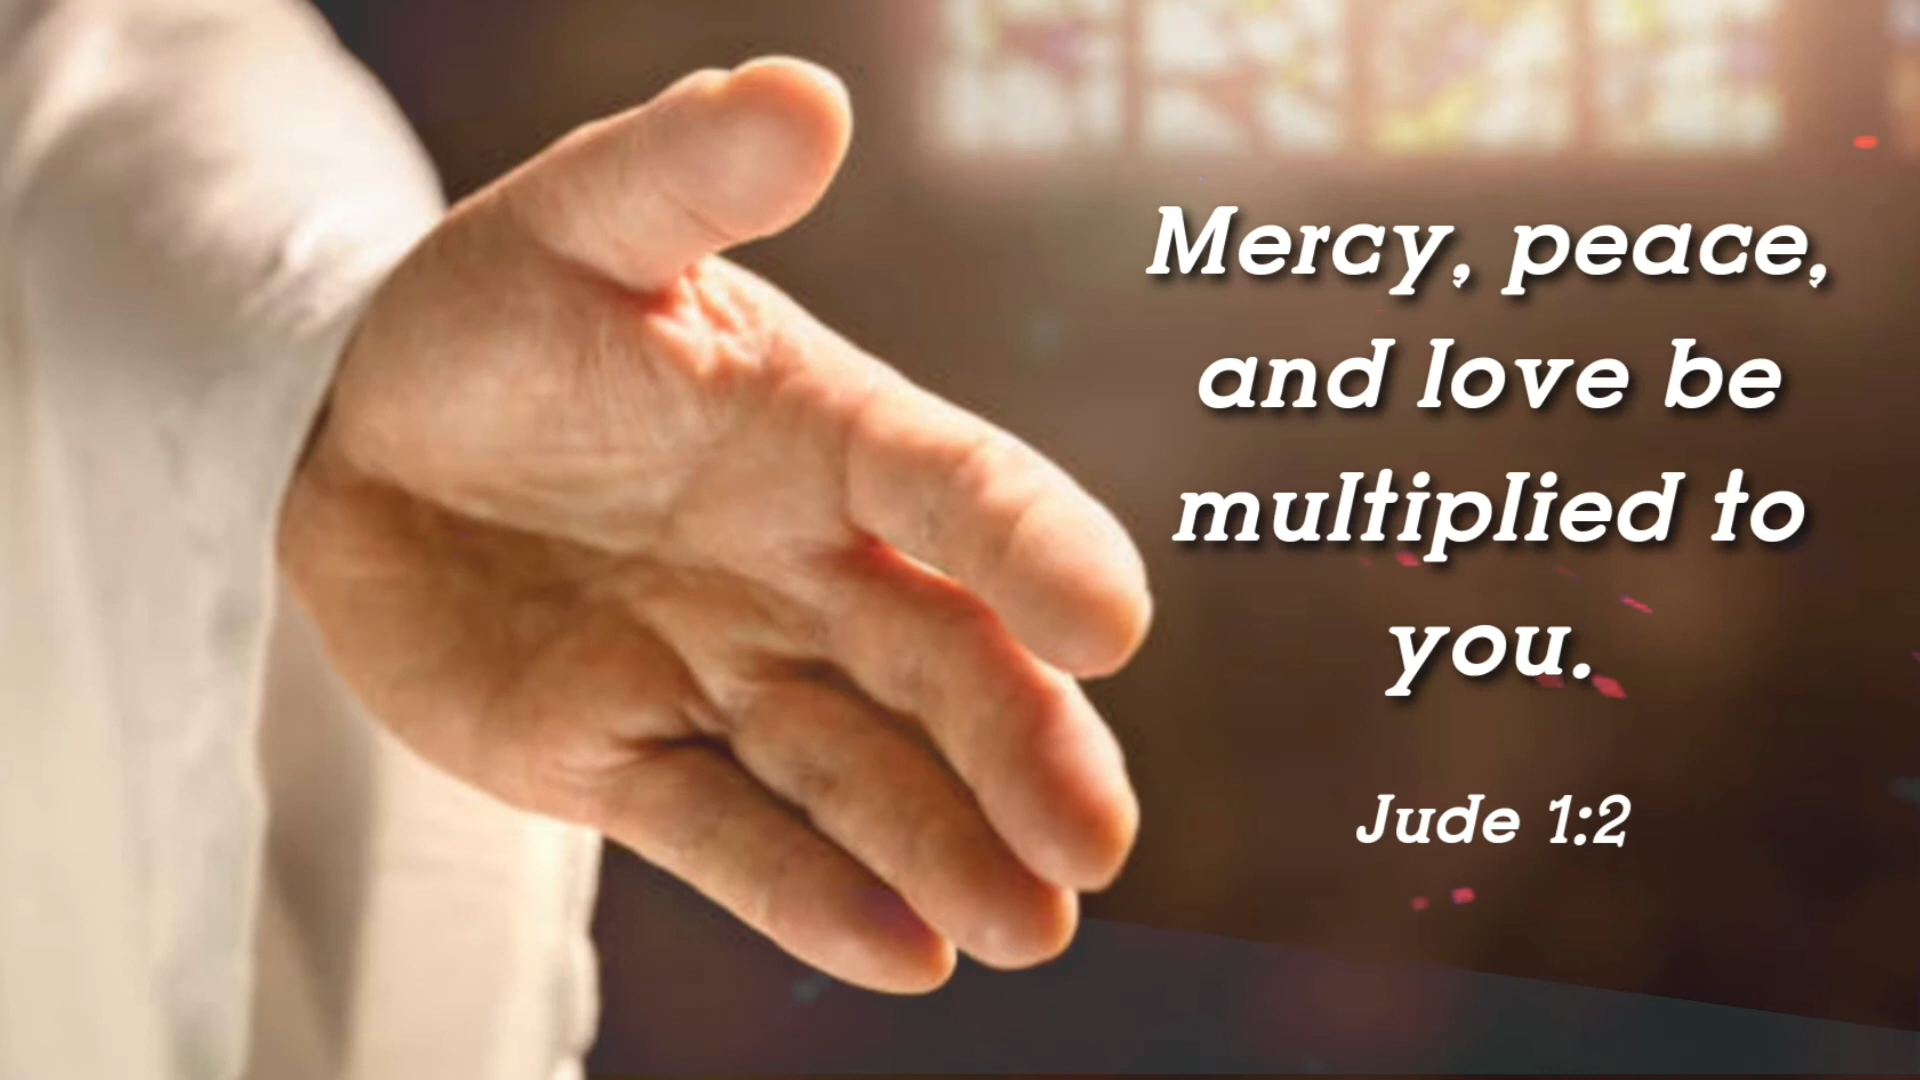 Mercy, peace,
and love be
multiplied to
you.
Jude 1:2